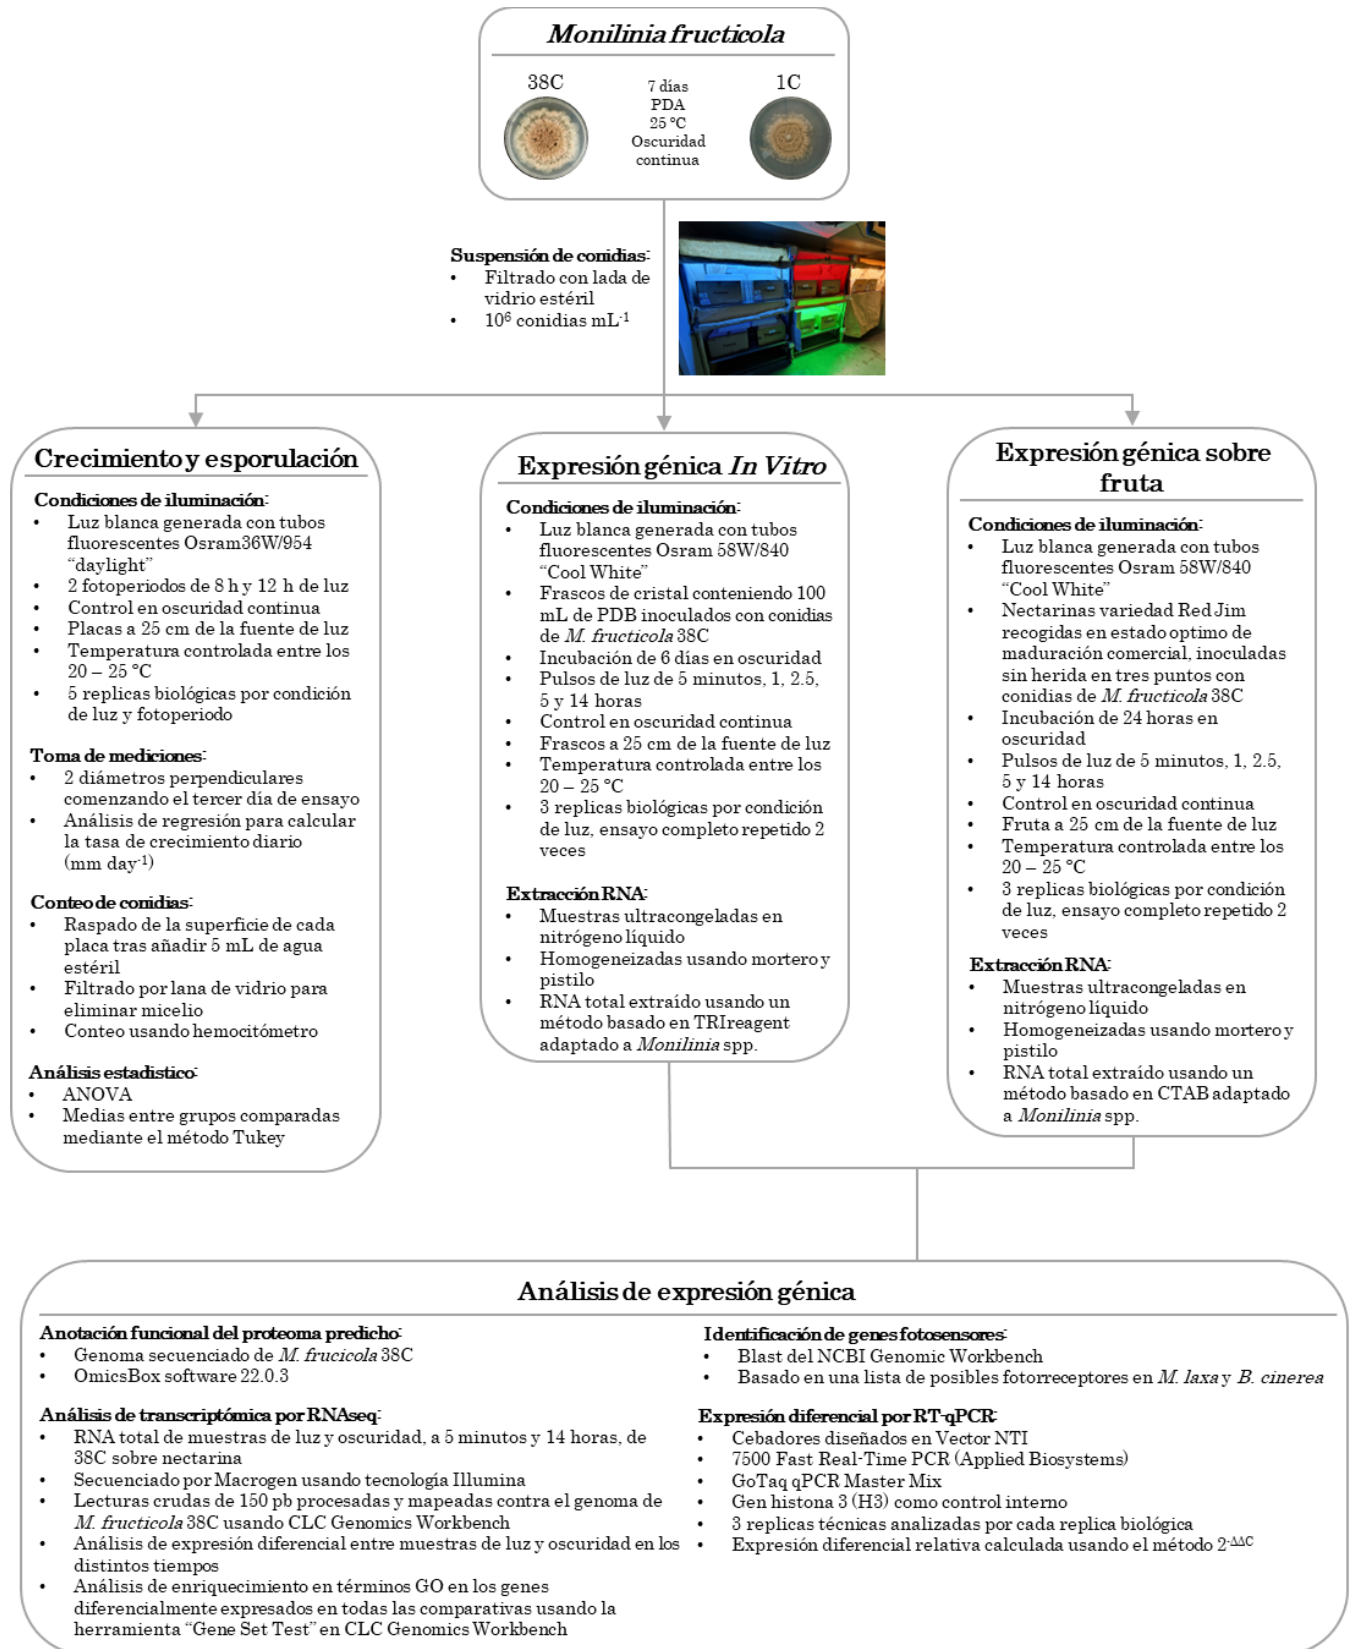 Monilinia fructicola
38C
7 días
PDA
25 ºC
Oscuridad
continua
1C
Suspensión de conidias:
• Filtrado con lada de
vidrio estéril
• 10⁶ conidias mL⁻¹
Crecimiento y esporulación
Condiciones de iluminación:
• Luz blanca generada con tubos
fluorescentes Osram36W/954
“daylight”
• 2 fotoperiodos de 8 h y 12 h de luz
• Control en oscuridad continua
• Placas a 25 cm de la fuente de luz
• Temperatura controlada entre los
20 – 25 ºC
• 5 replicas biológicas por condición
de luz y fotoperiodo
Toma de mediciones:
• 2 diámetros perpendiculares
comenzando el tercer día de ensayo
• Análisis de regresión para calcular
la tasa de crecimiento diario
(mm day⁻¹)
Conteo de conidias:
• Raspado de la superficie de cada
placa tras añadir 5 mL de agua
estéril
• Filtrado por lana de vidrio para
eliminar micelio
• Conteo usando hemocitómetro
Análisis estadistico:
• ANOVA
• Medias entre grupos comparadas
mediante el método Tukey
Expresión génica In Vitro
Condiciones de iluminación:
• Luz blanca generada con tubos
fluorescentes Osram 58W/840
“Cool White”
• Frascos de cristal conteniendo 100
mL de PDB inoculados con conidias
de M. fructicola 38C
• Incubación de 6 días en oscuridad
• Pulsos de luz de 5 minutos, 1, 2.5,
5 y 14 horas
• Control en oscuridad continua
• Frascos a 25 cm de la fuente de luz
• Temperatura controlada entre los
20 – 25 ºC
• 3 replicas biológicas por condición
de luz, ensayo completo repetido 2
veces
Extracción RNA:
• Muestras ultracongeladas en
nitrógeno líquido
• Homogeneizadas usando mortero y
pistilo
• RNA total extraído usando un
método basado en TRIreagent
adaptado a Monilinia spp.
Expresión génica sobre
fruta
Condiciones de iluminación:
• Luz blanca generada con tubos
fluorescentes Osram 58W/840
“Cool White”
• Nectarinas variedad Red Jim
recogidas en estado optimo de
maduración comercial, inoculadas
sin herida en tres puntos con
conidias de M. fructicola 38C
• Incubación de 24 horas en
oscuridad
• Pulsos de luz de 5 minutos, 1, 2.5,
5 y 14 horas
• Control en oscuridad continua
• Fruta a 25 cm de la fuente de luz
• Temperatura controlada entre los
20 – 25 ºC
• 3 replicas biológicas por condición
de luz, ensayo completo repetido 2
veces
Extracción RNA:
• Muestras ultracongeladas en
nitrógeno líquido
• Homogeneizadas usando mortero y
pistilo
• RNA total extraído usando un
método basado en CTAB adaptado
a Monilinia spp.
Análisis de expresión génica
Anotación funcional del proteoma predicho:
• Genoma secuenciado de M. frucicola 38C
• OmicsBox software 22.0.3
Análisis de transcriptómica por RNAseq:
• RNA total de muestras de luz y oscuridad, a 5 minutos y 14 horas, de
38C sobre nectarina
• Secuenciado por Macrogen usando tecnología Illumina
• Lecturas crudas de 150 pb procesadas y mapeadas contra el genoma de
M. fructicola 38C usando CLC Genomics Workbench
• Análisis de expresión diferencial entre muestras de luz y oscuridad en los
distintos tiempos
• Análisis de enriquecimiento en términos GO en los genes
diferencialmente expresados en todas las comparativas usando la
herramienta “Gene Set Test” en CLC Genomics Workbench
Identificación de genes fotosensores:
• Blast del NCBI Genomic Workbench
• Basado en una lista de posibles fotorreceptores en M. laxa y B. cinerea
Expresión diferencial por RT-qPCR:
• Cebadores diseñados en Vector NTI
• 7500 Fast Real-Time PCR (Applied Biosystems)
• GoTaq qPCR Master Mix
• Gen histona 3 (H3) como control interno
• 3 replicas técnicas analizadas por cada replica biológica
• Expresión diferencial relativa calculada usando el método 2⁻ΔΔC